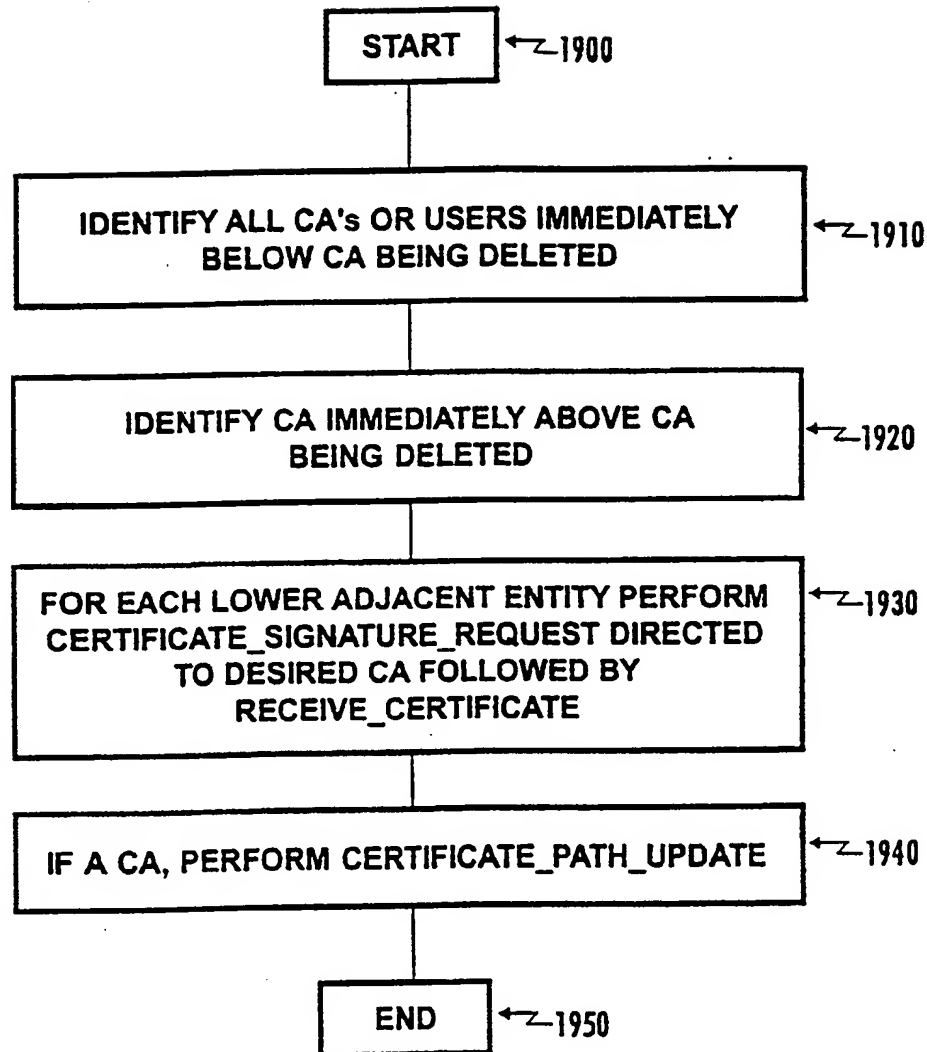 START
1900
IDENTIFY ALL CA's OR USERS IMMEDIATELY
BELOW CA BEING DELETED
1910
IDENTIFY CA IMMEDIATELY ABOVE CA
BEING DELETED
1920
FOR EACH LOWER ADJACENT ENTITY PERFORM
CERTIFICATE_SIGNATURE_REQUEST DIRECTED
TO DESIRED CA FOLLOWED BY
RECEIVE_CERTIFICATE
1930
IF A CA, PERFORM CERTIFICATE_PATH_UPDATE
1940
END
1950